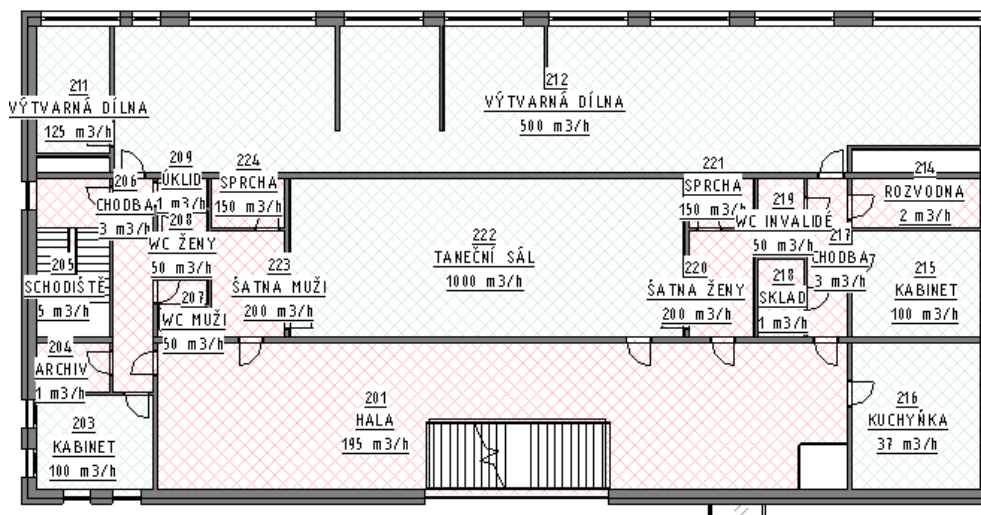 211
VÝTVARNÁ DÍLNA
125 m3/h
212
VÝTVARNÁ DÍLNA
500 m3/h
209
ÚKLID
1 m3/h
224
SPRCHA
150 m3/h
221
SPRCHA
150 m3/h
214
ROZVODNA
2 m3/h
206
CHODBA
3 m3/h
208
WC ŽENY
50 m3/h
219
WC INVALIDÉ
50 m3/h
222
TANEČNÍ SÁL
1000 m3/h
217
CHODBA
3 m3/h
205
SCHODIŠTĚ
5 m3/h
223
ŠATNA MUŽI
200 m3/h
220
ŠATNA ŽENY
200 m3/h
218
SKLAD
1 m3/h
215
KABINET
100 m3/h
207
WC MUŽI
50 m3/h
204
ARCHIV
1 m3/h
201
HALA
195 m3/h
216
KUCHYŇKA
37 m3/h
203
KABINET
100 m3/h